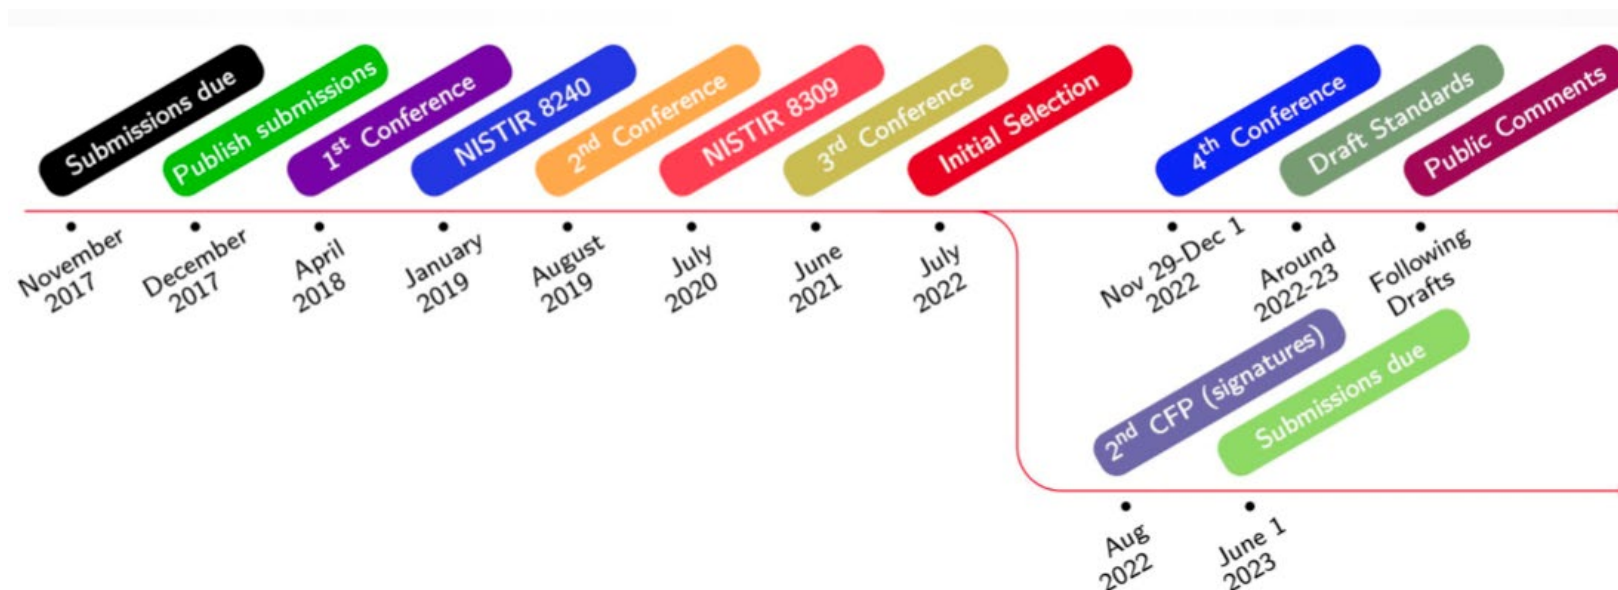 Submissions due
Publish submissions
1st Conference
NISTIR 8240
2nd Conference
NISTIR 8309
3rd Conference
Initial Selection
4th Conference
Draft Standards
Public Comments
November
2017
December
2017
April
2018
January
2019
August
2019
July
2020
June
2021
July
2022
Nov 29-Dec 1
2022
Around
2022-23
Following
Drafts
2nd CFP (signatures)
Submissions due
Aug
2022
June 1
2023